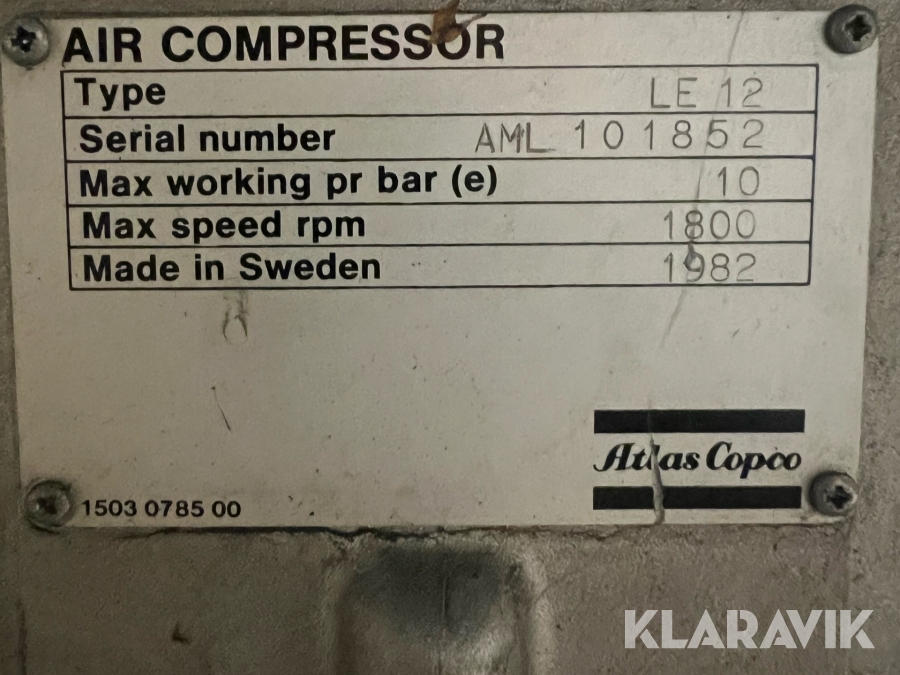 AIR COMPRESSOR
Type LE 12
Serial number AML 101852
Max working pr bar (e) 10
Max speed rpm 1800
Made in Sweden 1982
Atlas Copco
1503 0785 00
KLARAVIK